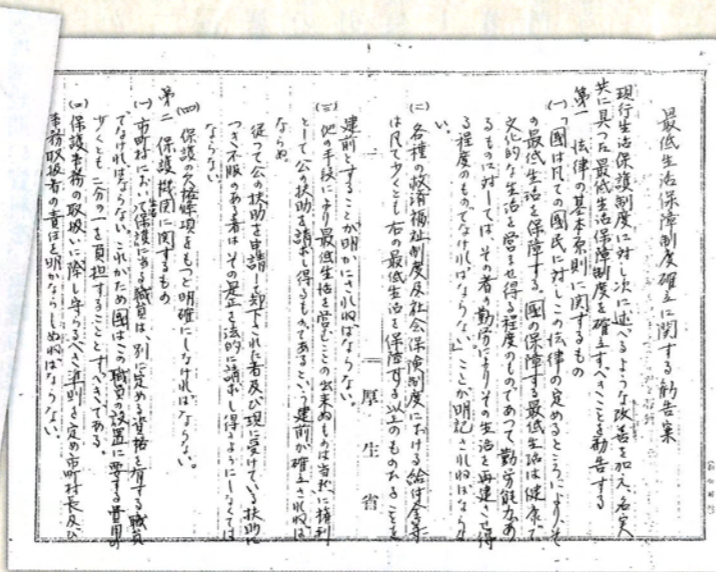 最低生活保障制度確立に関する勧告案
現行生活保護制度に対し次に述べるような改善を加え、名実
共に具つた最低生活保障制度を確立すべきことを勧告する
第一 法律の基本原則に関するもの
(一)「國は凡ての國民に対しこの法律の定めるところによりそ
の最低生活を保障する。國の保障する最低生活は健康で
文化的な生活を営ませ得る程度のものであつて、勤労能力あ
るものに対しては、その者の勤労によりその生活を再建させ得
る程度のものでなければならない」ことが明記されねばならな
い。
(二) 各種の救済福祉制度及社会保険制度における給付金等
は凡て少くとも右の最低生活を保障する以上のものたることを
厚生省
建前とすることが明かにされねばならない。
(三) 他の手段により最低生活を営むことの出来ぬものは当然に権利
として公の扶助を請求し得るものであるという建前が確立されねば
ならぬ
従つて公の扶助を申請し却下された者及び現に受けている扶助に
つき不服のある者はその是正を法的に請求し得るようにしなくては
ならない
(四) 保護の欠格條項をもつと明確にしなければならない。
第二 保護機関に関するもの
(一) 市町村において生活保護にある職員は、別に定める資格を有する職員
でなければならないこれがため國はこの職員の設置に要する費用の
少くとも二分の一を負担することとすべきである。
(二) 保護事務の取扱いに際し守らるべき準則を定め市町村長及び
事務取扱者の責任を明かならしめねばならない。